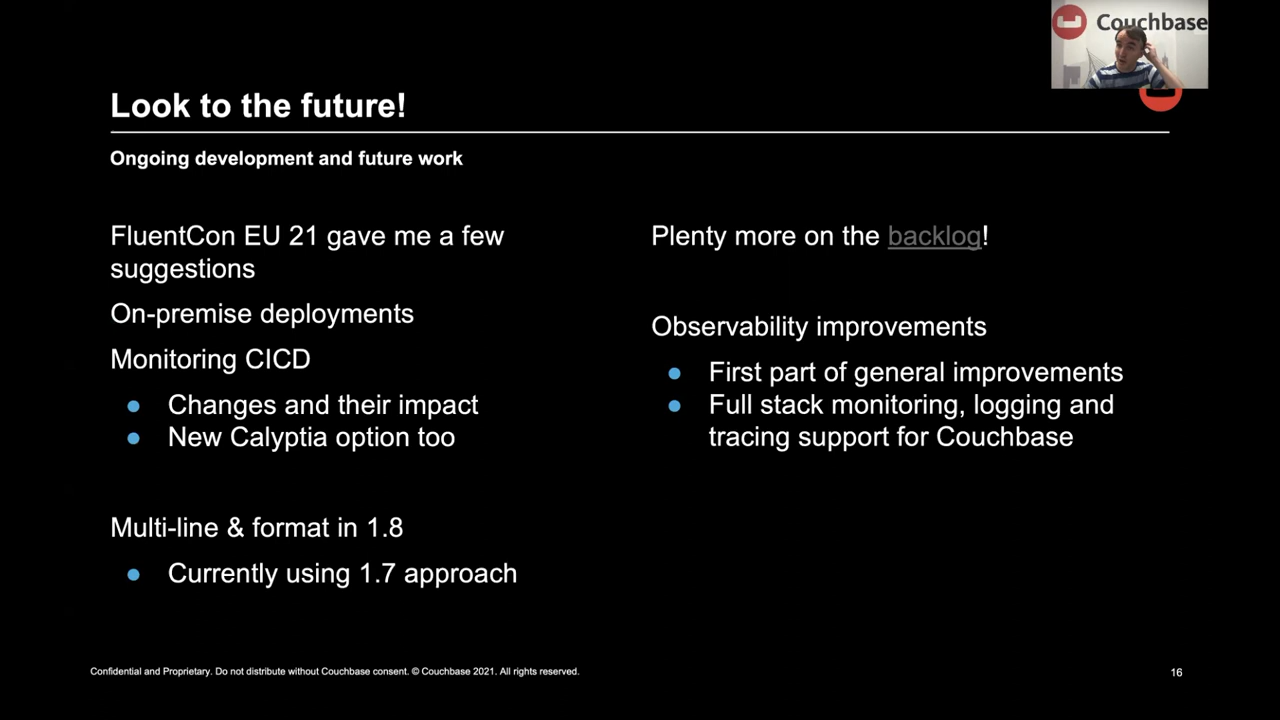 Couchbase
Look to the future!
Ongoing development and future work
FluentCon EU 21 gave me a few
suggestions
On-premise deployments
Monitoring CICD
● Changes and their impact
● New Calyptia option too
Multi-line & format in 1.8
● Currently using 1.7 approach
Plenty more on the backlog!
Observability improvements
● First part of general improvements
● Full stack monitoring, logging and
tracing support for Couchbase
Confidential and Proprietary. Do not distribute without Couchbase consent. © Couchbase 2021. All rights reserved.
16